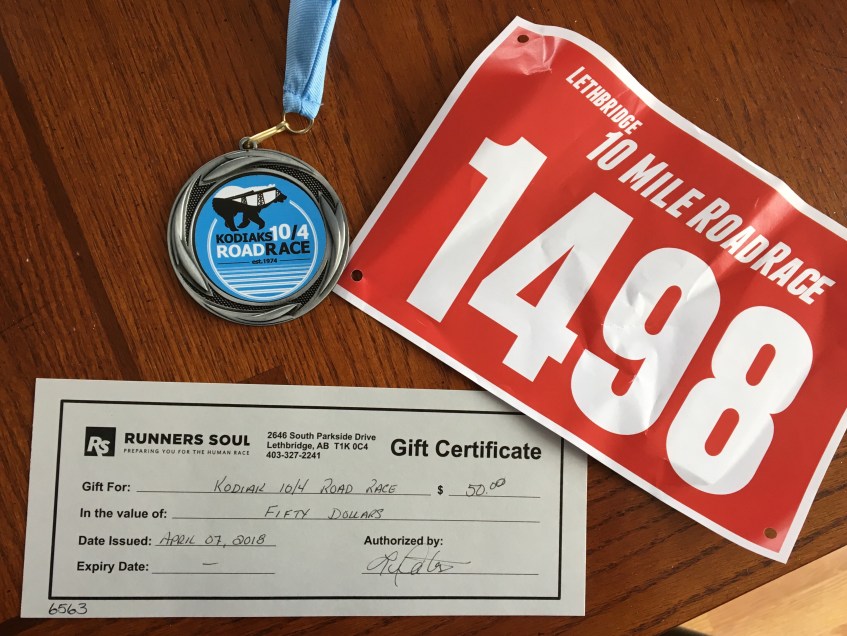 KODIAKS 10/4
ROADRACE
est. 1974
LETHBRIDGE
10 MILE ROADRACE
1498
Rs RUNNERS SOUL
PREPARING YOU FOR THE HUMAN RACE
2646 South Parkside Drive
Lethbridge, AB T1K 0C4
403-327-2241
Gift Certificate
Gift For: KODIAK 10/4 ROAD RACE $ 50.00
In the value of: FIFTY DOLLARS
Date Issued: APRIL 07, 2018
Authorized by:
Expiry Date: –
6563